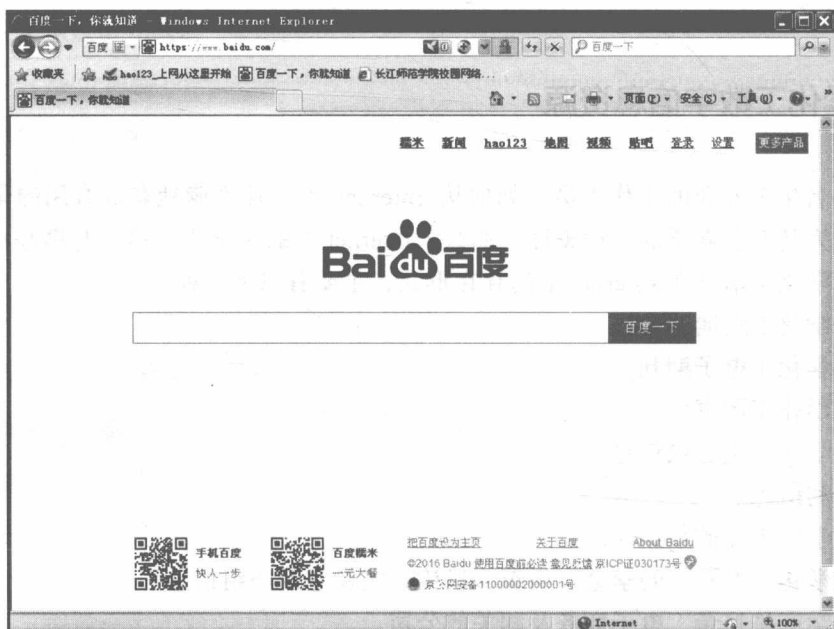 百度一下，你就知道 - Windows Internet Explorer
百度 证 https://www.baidu.com/ 百度一下
收藏夹 hao123_上网从这里开始 百度一下，你就知道 长江师范学院校园网络...
百度一下，你就知道 页面(P) 安全(S) 工具(O)
糯米 新闻 hao123 地图 视频 贴吧 登录 设置 更多产品
Bai du 百度
百度一下
手机百度
快人一步
百度糯米
一元大餐
把百度设为主页 关于百度 About Baidu
©2016 Baidu 使用百度前必读 意见反馈 京ICP证030173号
京公网安备11000002000001号
Internet 100%